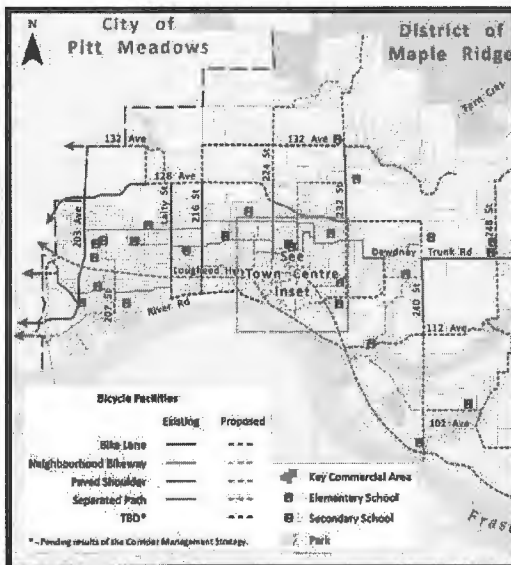 N
City of
Pitt Meadows
District of
Maple Ridge
132 Ave
132 Ave
128 Ave
203 Ave
Laity St
216 St
224 St
232 St
248 St
Dewdney
Trunk Rd
See
Town Centre
Inset
Lougheed Hwy
207 St
River Rd
240 St
112 Ave
102 Ave
Bicycle Facilities
Existing
Proposed
Bike Lane
Neighbourhood Bikeway
Paved Shoulder
Separated Path
TBD*
Key Commercial Area
Elementary School
Secondary School
Park
* - Pending results of the Corridor Management Strategy.